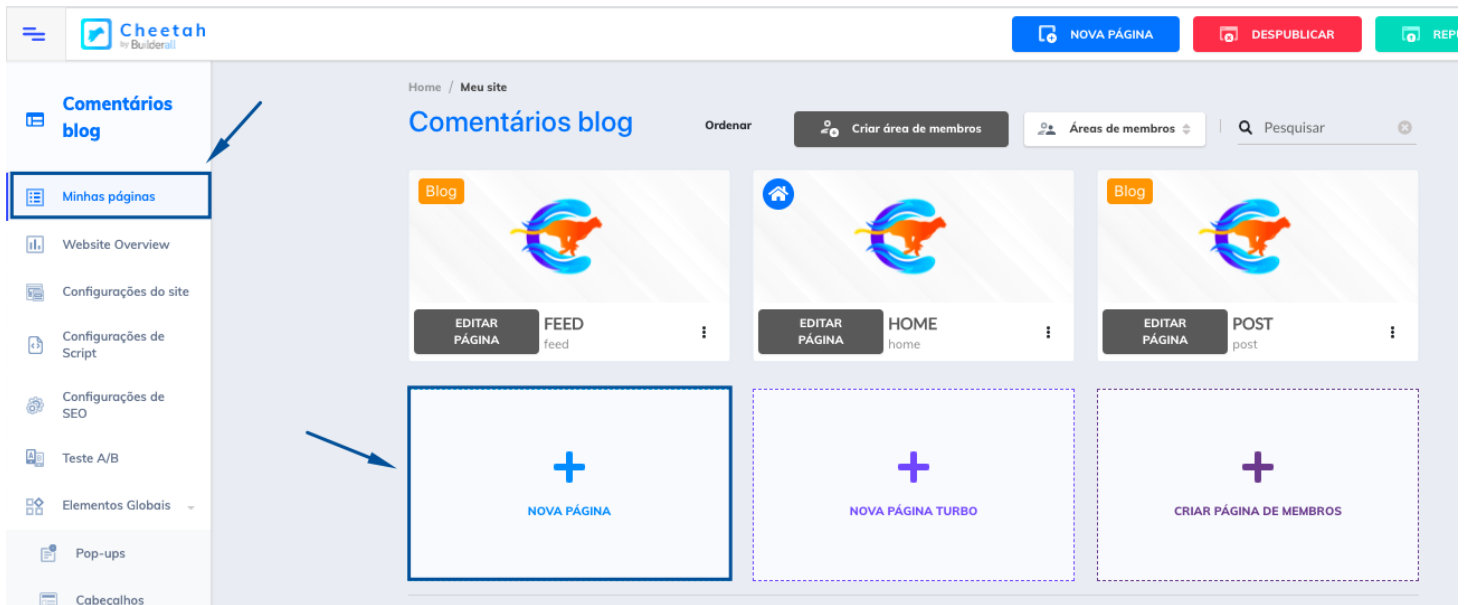 Cheetah
by Builderall
NOVA PÁGINA
DESPUBLICAR
Comentários
blog
Minhas páginas
Website Overview
Configurações do site
Configurações de
Script
Configurações de
SEO
Teste A/B
Elementos Globais
Pop-ups
Cabeçalhos
Home / Meu site
Comentários blog
Ordenar
Criar área de membros
Áreas de membros
Pesquisar
Blog
EDITAR
PÁGINA
FEED
feed
EDITAR
PÁGINA
HOME
home
Blog
EDITAR
PÁGINA
POST
post
NOVA PÁGINA
NOVA PÁGINA TURBO
CRIAR PÁGINA DE MEMBROS